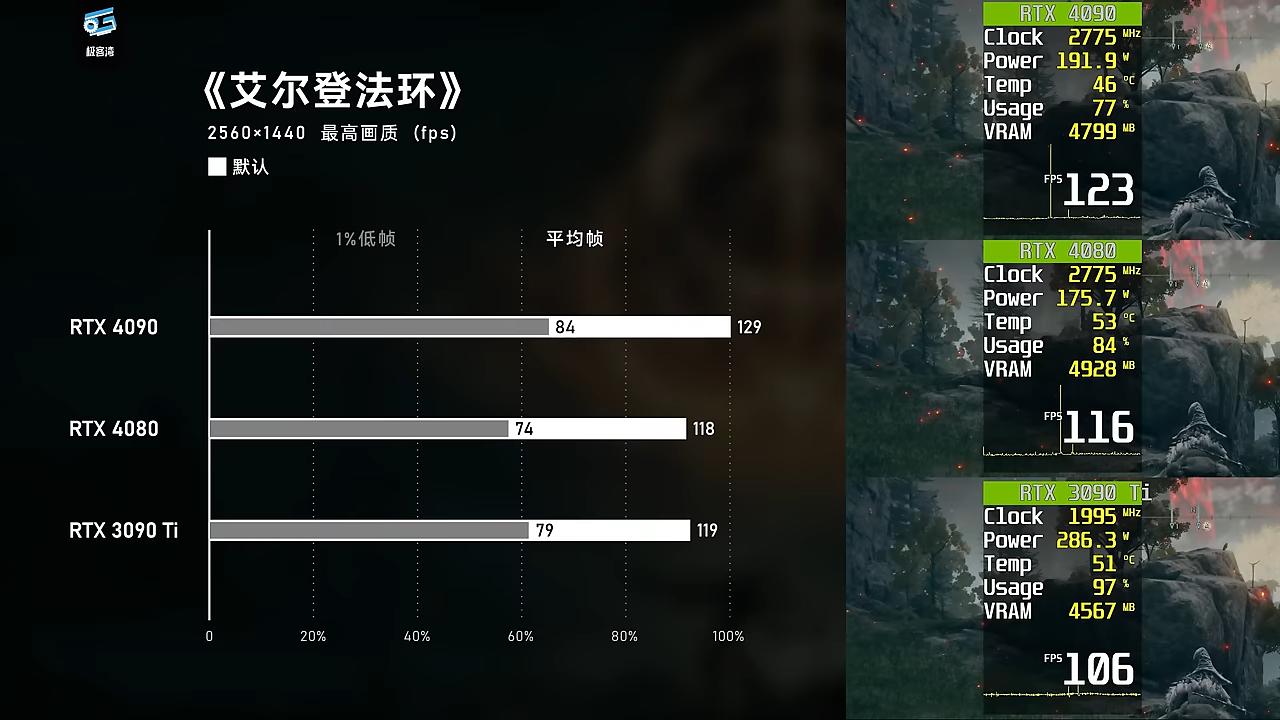 极客湾
《艾尔登法环》
2560×1440 最高画质 (fps)
默认
1%低帧 平均帧
RTX 4090 84 129
RTX 4080 74 118
RTX 3090 Ti 79 119
0 20% 40% 60% 80% 100%
RTX 4090
Clock 2775 MHz
Power 191.9 W
Temp 46 °C
Usage 77 %
VRAM 4799 MB
FPS 123
RTX 4080
Clock 2775 MHz
Power 175.7 W
Temp 53 °C
Usage 84 %
VRAM 4928 MB
FPS 116
RTX 3090 Ti
Clock 1995 MHz
Power 286.3 W
Temp 51 °C
Usage 97 %
VRAM 4567 MB
FPS 106